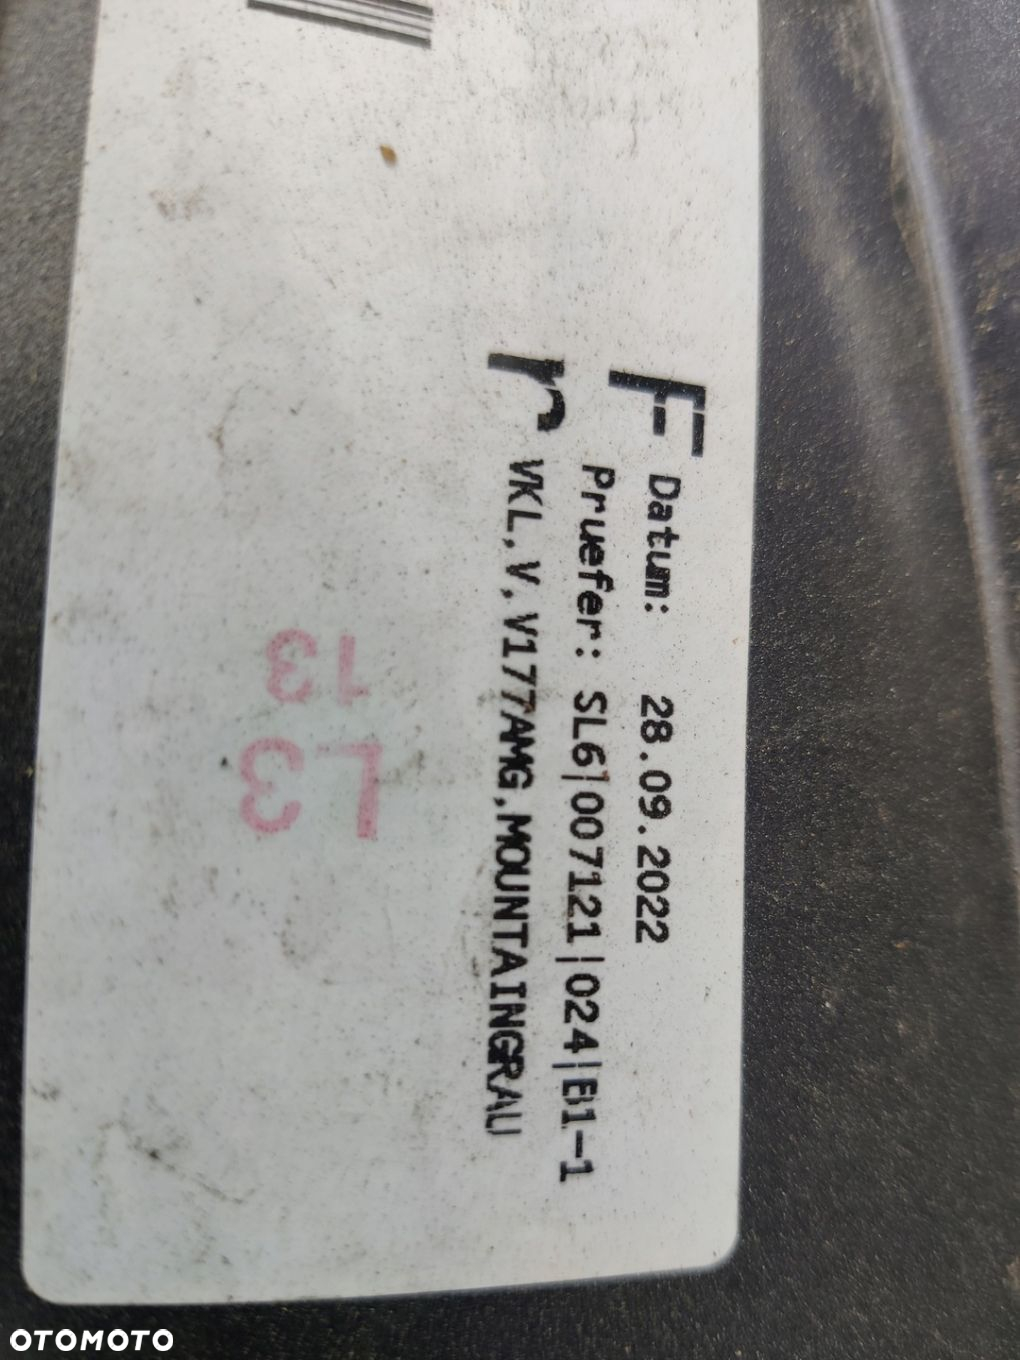 F Datum: 28.09.2022
Pruefer: SL6|007121|024|B1-1
VKL.V.V177AMG.MOUNTAINGRAU
13
L3
OTOMOTO